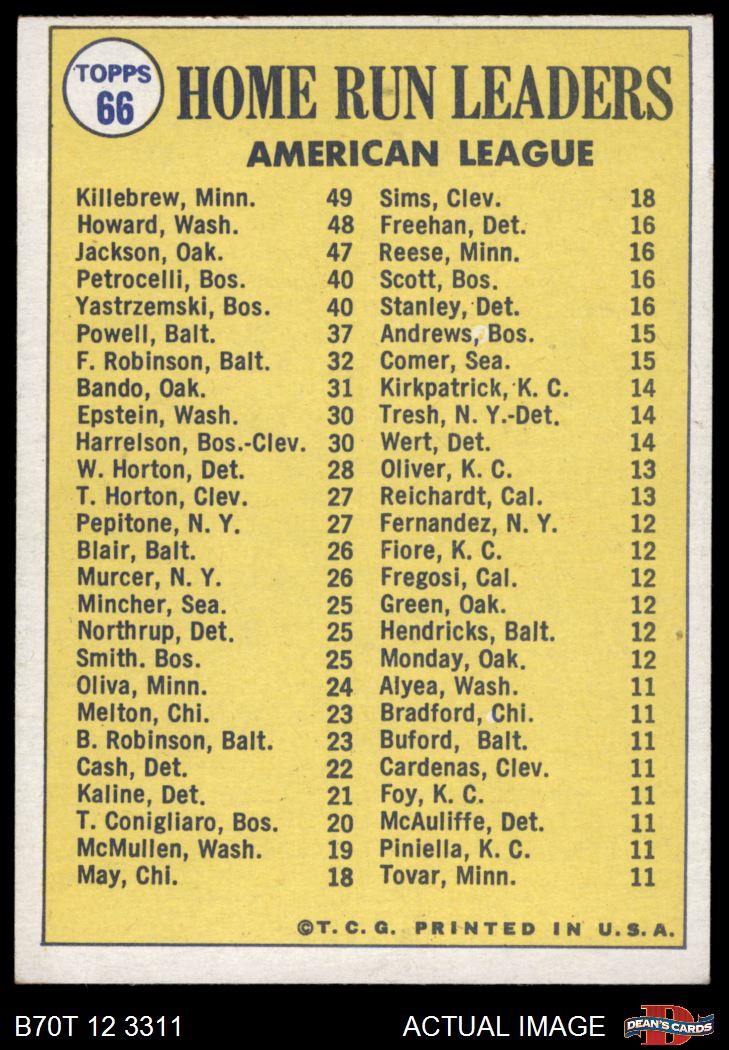 TOPPS
66
HOME RUN LEADERS
AMERICAN LEAGUE
Killebrew, Minn. 49
Howard, Wash. 48
Jackson, Oak. 47
Petrocelli, Bos. 40
Yastrzemski, Bos. 40
Powell, Balt. 37
F. Robinson, Balt. 32
Bando, Oak. 31
Epstein, Wash. 30
Harrelson, Bos.-Clev. 30
W. Horton, Det. 28
T. Horton, Clev. 27
Pepitone, N. Y. 27
Blair, Balt. 26
Murcer, N. Y. 26
Mincher, Sea. 25
Northrup, Det. 25
Smith. Bos. 25
Oliva, Minn. 24
Melton, Chi. 23
B. Robinson, Balt. 23
Cash, Det. 22
Kaline, Det. 21
T. Conigliaro, Bos. 20
McMullen, Wash. 19
May, Chi. 18
Sims, Clev. 18
Freehan, Det. 16
Reese, Minn. 16
Scott, Bos. 16
Stanley, Det. 16
Andrews, Bos. 15
Comer, Sea. 15
Kirkpatrick, K. C. 14
Tresh, N. Y.-Det. 14
Wert, Det. 14
Oliver, K. C. 13
Reichardt, Cal. 13
Fernandez, N. Y. 12
Fiore, K. C. 12
Fregosi, Cal. 12
Green, Oak. 12
Hendricks, Balt. 12
Monday, Oak. 12
Alyea, Wash. 11
Bradford, Chi. 11
Buford, Balt. 11
Cardenas, Clev. 11
Foy, K. C. 11
McAuliffe, Det. 11
Piniella, K. C. 11
Tovar, Minn. 11
©T. C. G. PRINTED IN U. S. A.
B70T 12 3311
ACTUAL IMAGE
D
DEAN'S CARDS